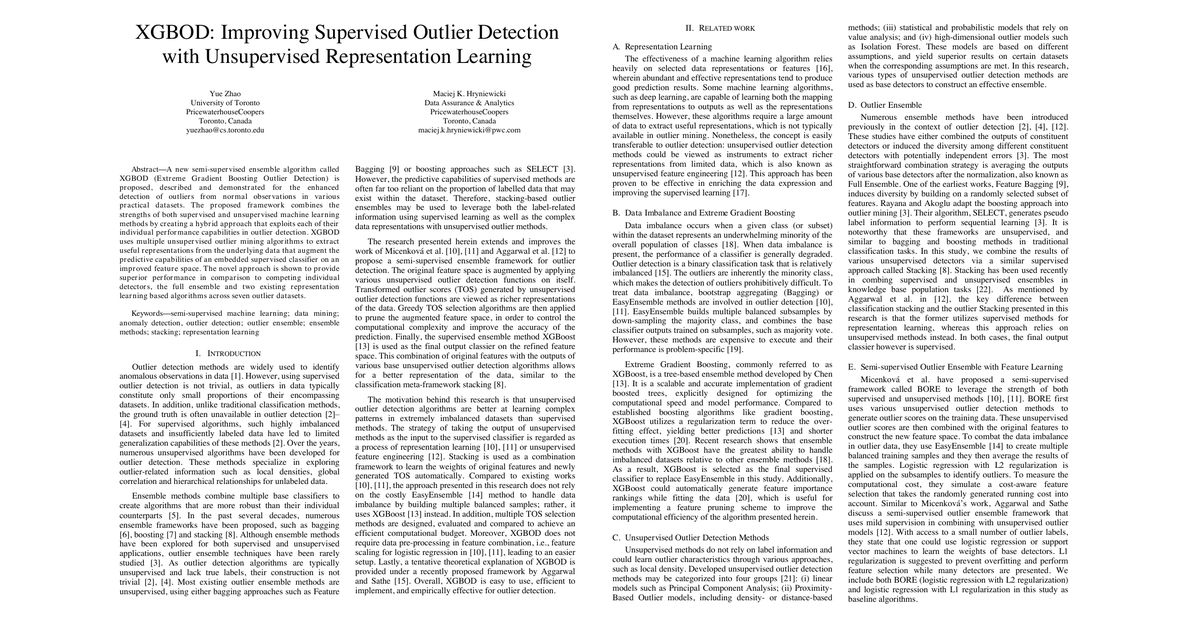 XGBOD: Improving Supervised Outlier Detection
with Unsupervised Representation Learning
Yue Zhao
University of Toronto
PricewaterhouseCoopers
Toronto, Canada
yuezhao@cs.toronto.edu
Maciej K. Hryniewicki
Data Assurance & Analytics
PricewaterhouseCoopers
Toronto, Canada
maciej.k.hryniewicki@pwc.com
Abstract—A new semi-supervised ensemble algorithm called
XGBOD (Extreme Gradient Boosting Outlier Detection) is
proposed, described and demonstrated for the enhanced
detection of outliers from normal observations in various
practical datasets. The proposed framework combines the
strengths of both supervised and unsupervised machine learning
methods by creating a hybrid approach that exploits each of their
individual performance capabilities in outlier detection. XGBOD
uses multiple unsupervised outlier mining algorithms to extract
useful representations from the underlying data that augment the
predictive capabilities of an embedded supervised classifier on an
improved feature space. The novel approach is shown to provide
superior performance in comparison to competing individual
detectors, the full ensemble and two existing representation
learning based algorithms across seven outlier datasets.
Keywords—semi-supervised machine learning; data mining;
anomaly detection, outlier detection; outlier ensemble; ensemble
methods; stacking; representation learning
I. INTRODUCTION
Outlier detection methods are widely used to identify
anomalous observations in data [1]. However, using supervised
outlier detection is not trivial, as outliers in data typically
constitute only small proportions of their encompassing
datasets. In addition, unlike traditional classification methods,
the ground truth is often unavailable in outlier detection [2]–
[4]. For supervised algorithms, such highly imbalanced
datasets and insufficiently labeled data have led to limited
generalization capabilities of these methods [2]. Over the years,
numerous unsupervised algorithms have been developed for
outlier detection. These methods specialize in exploring
outlier-related information such as local densities, global
correlation and hierarchical relationships for unlabeled data.
Ensemble methods combine multiple base classifiers to
create algorithms that are more robust than their individual
counterparts [5]. In the past several decades, numerous
ensemble frameworks have been proposed, such as bagging
[6], boosting [7] and stacking [8]. Although ensemble methods
have been explored for both supervised and unsupervised
applications, outlier ensemble techniques have been rarely
studied [3]. As outlier detection algorithms are typically
unsupervised and lack true labels, their construction is not
trivial [2], [4]. Most existing outlier ensemble methods are
unsupervised, using either bagging approaches such as Feature
Bagging [9] or boosting approaches such as SELECT [3].
However, the predictive capabilities of supervised methods are
often far too reliant on the proportion of labelled data that may
exist within the dataset. Therefore, stacking-based outlier
ensembles may be used to leverage both the label-related
information using supervised learning as well as the complex
data representations with unsupervised outlier methods.
The research presented herein extends and improves the
work of Micenková et al. [10], [11] and Aggarwal et al. [12] to
propose a semi-supervised ensemble framework for outlier
detection. The original feature space is augmented by applying
various unsupervised outlier detection functions on itself.
Transformed outlier scores (TOS) generated by unsupervised
outlier detection functions are viewed as richer representations
of the data. Greedy TOS selection algorithms are then applied
to prune the augmented feature space, in order to control the
computational complexity and improve the accuracy of the
prediction. Finally, the supervised ensemble method XGBoost
[13] is used as the final output classier on the refined feature
space. This combination of original features with the outputs of
various base unsupervised outlier detection algorithms allows
for a better representation of the data, similar to the
classification meta-framework stacking [8].
The motivation behind this research is that unsupervised
outlier detection algorithms are better at learning complex
patterns in extremely imbalanced datasets than supervised
methods. The strategy of taking the output of unsupervised
methods as the input to the supervised classifier is regarded as
a process of representation learning [10], [11] or unsupervised
feature engineering [12]. Stacking is used as a combination
framework to learn the weights of original features and newly
generated TOS automatically. Compared to existing works
[10], [11], the approach presented in this research does not rely
on the costly EasyEnsemble [14] method to handle data
imbalance by building multiple balanced samples; rather, it
uses XGBoost [13] instead. In addition, multiple TOS selection
methods are designed, evaluated and compared to achieve an
efficient computational budget. Moreover, XGBOD does not
require data pre-processing in feature combination, i.e., feature
scaling for logistic regression in [10], [11], leading to an easier
setup. Lastly, a tentative theoretical explanation of XGBOD is
provided under a recently proposed framework by Aggarwal
and Sathe [15]. Overall, XGBOD is easy to use, efficient to
implement, and empirically effective for outlier detection.
II. RELATED WORK
A. Representation Learning
The effectiveness of a machine learning algorithm relies
heavily on selected data representations or features [16],
wherein abundant and effective representations tend to produce
good prediction results. Some machine learning algorithms,
such as deep learning, are capable of learning both the mapping
from representations to outputs as well as the representations
themselves. However, these algorithms require a large amount
of data to extract useful representations, which is not typically
available in outlier mining. Nonetheless, the concept is easily
transferable to outlier detection: unsupervised outlier detection
methods could be viewed as instruments to extract richer
representations from limited data, which is also known as
unsupervised feature engineering [12]. This approach has been
proven to be effective in enriching the data expression and
improving the supervised learning [17].
B. Data Imbalance and Extreme Gradient Boosting
Data imbalance occurs when a given class (or subset)
within the dataset represents an underwhelming minority of the
overall population of classes [18]. When data imbalance is
present, the performance of a classifier is generally degraded.
Outlier detection is a binary classification task that is relatively
imbalanced [15]. The outliers are inherently the minority class,
which makes the detection of outliers prohibitively difficult. To
treat data imbalance, bootstrap aggregating (Bagging) or
EasyEnsemble methods are involved in outlier detection [10],
[11]. EasyEnsemble builds multiple balanced subsamples by
down-sampling the majority class, and combines the base
classifier outputs trained on subsamples, such as majority vote.
However, these methods are expensive to execute and their
performance is problem-specific [19].
Extreme Gradient Boosting, commonly referred to as
XGBoost, is a tree-based ensemble method developed by Chen
[13]. It is a scalable and accurate implementation of gradient
boosted trees, explicitly designed for optimizing the
computational speed and model performance. Compared to
established boosting algorithms like gradient boosting,
XGBoost utilizes a regularization term to reduce the over-
fitting effect, yielding better predictions [13] and shorter
execution times [20]. Recent research shows that ensemble
methods with XGBoost have the greatest ability to handle
imbalanced datasets relative to other ensemble methods [18].
As a result, XGBoost is selected as the final supervised
classifier to replace EasyEnsemble in this study. Additionally,
XGBoost could automatically generate feature importance
rankings while fitting the data [20], which is useful for
implementing a feature pruning scheme to improve the
computational efficiency of the algorithm presented herein.
C. Unsupervised Outlier Detection Methods
Unsupervised methods do not rely on label information and
could learn outlier characteristics through various approaches,
such as local density. Developed unsupervised outlier detection
methods may be categorized into four groups [21]: (i) linear
models such as Principal Component Analysis; (ii) Proximity-
Based Outlier models, including density- or distance-based
methods; (iii) statistical and probabilistic models that rely on
value analysis; and (iv) high-dimensional outlier models such
as Isolation Forest. These models are based on different
assumptions, and yield superior results on certain datasets
when the corresponding assumptions are met. In this research,
various types of unsupervised outlier detection methods are
used as base detectors to construct an effective ensemble.
D. Outlier Ensemble
Numerous ensemble methods have been introduced
previously in the context of outlier detection [2], [4], [12].
These studies have either combined the outputs of constituent
detectors or induced the diversity among different constituent
detectors with potentially independent errors [3]. The most
straightforward combination strategy is averaging the outputs
of various base detectors after the normalization, also known as
Full Ensemble. One of the earliest works, Feature Bagging [9],
induces diversity by building on a randomly selected subset of
features. Rayana and Akoglu adapt the boosting approach into
outlier mining [3]. Their algorithm, SELECT, generates pseudo
label information to perform sequential learning [3]. It is
noteworthy that these frameworks are unsupervised, and
similar to bagging and boosting methods in traditional
classification tasks. In this study, we combine the results of
various unsupervised detectors via a similar supervised
approach called Stacking [8]. Stacking has been used recently
in combing supervised and unsupervised ensembles in
knowledge base population tasks [22]. As mentioned by
Aggarwal et al. in [12], the key difference between
classification stacking and the outlier Stacking presented in this
research is that the former utilizes supervised methods for
representation learning, whereas this approach relies on
unsupervised methods instead. In both cases, the final output
classier however is supervised.
E. Semi-supervised Outlier Ensemble with Feature Learning
Micenková et al. have proposed a semi-supervised
framework called BORE to leverage the strength of both
supervised and unsupervised methods [10], [11]. BORE first
uses various unsupervised outlier detection methods to
generate outlier scores on the training data. These unsupervised
outlier scores are then combined with the original features to
construct the new feature space. To combat the data imbalance
in outlier data, they use EasyEnsemble [14] to create multiple
balanced training samples and they then average the results of
the samples. Logistic regression with L2 regularization is
applied on the subsamples to identify outliers. To measure the
computational cost, they simulate a cost-aware feature
selection that takes the randomly generated running cost into
account. Similar to Micenková's work, Aggarwal and Sathe
discuss a semi-supervised outlier ensemble framework that
uses mild supervision in combining with unsupervised outlier
models [12]. With access to a small number of outlier labels,
they state that one could use logistic regression or support
vector machines to learn the weights of base detectors. L1
regularization is suggested to prevent overfitting and perform
feature selection while many detectors are presented. We
include both BORE (logistic regression with L2 regularization)
and logistic regression with L1 regularization in this study as
baseline algorithms.